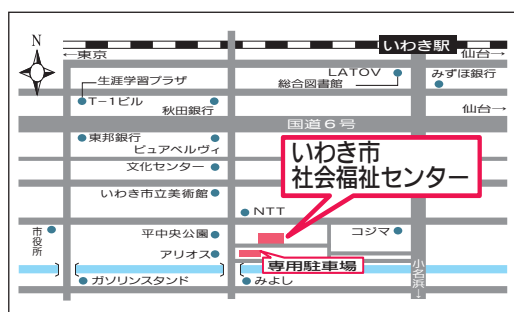 N
いわき駅
←東京
仙台→
LATOV
総合図書館
みずほ銀行
生涯学習プラザ
T-1ビル
秋田銀行
仙台→
国道6号
東邦銀行
ピュアベルヴィ
いわき市
社会福祉センター
文化センター
いわき市立美術館
NTT
市役所
平中央公園
コジマ
アリオス
専用駐車場
小名浜↓
ガソリンスタンド
みよし